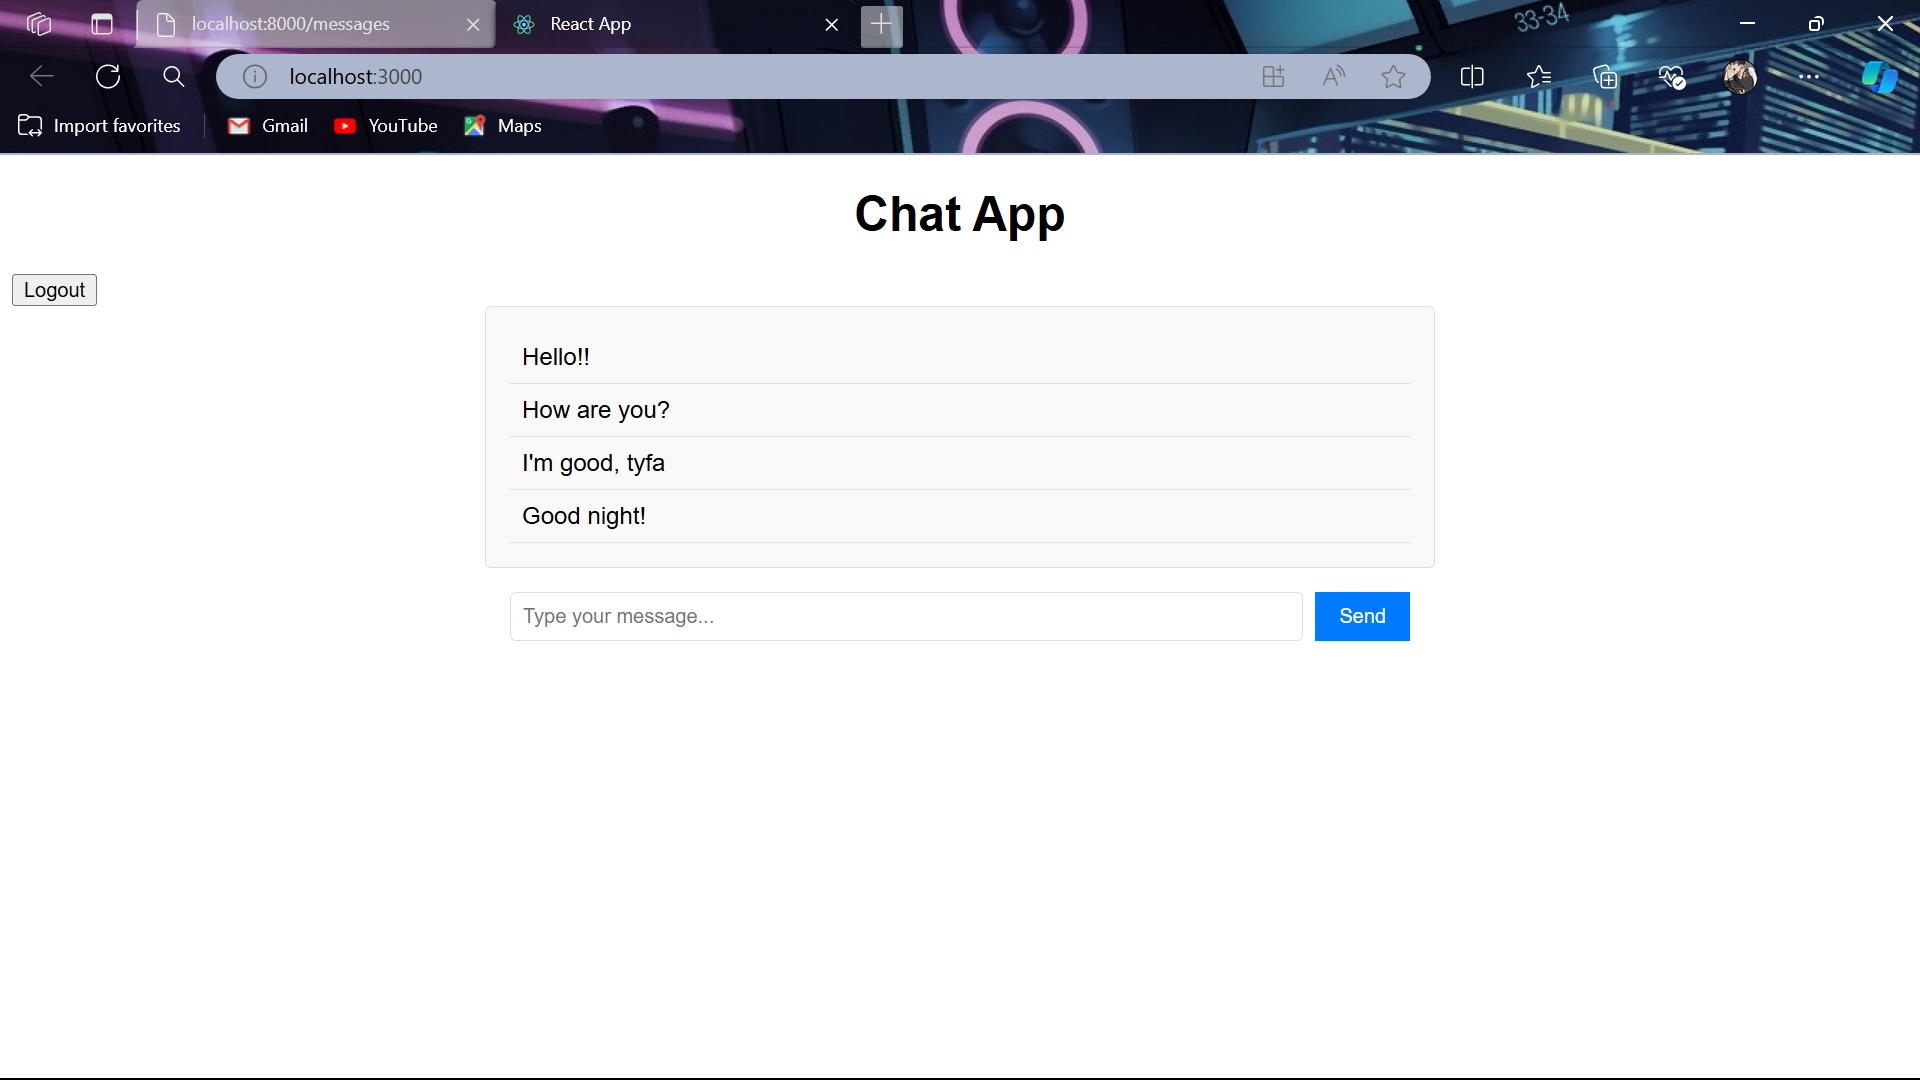 localhost:8000/messages
React App
33-34
localhost:3000
Import favorites
Gmail
YouTube
Maps
Chat App
Logout
Hello!!
How are you?
I'm good, tyfa
Good night!
Type your message...
Send